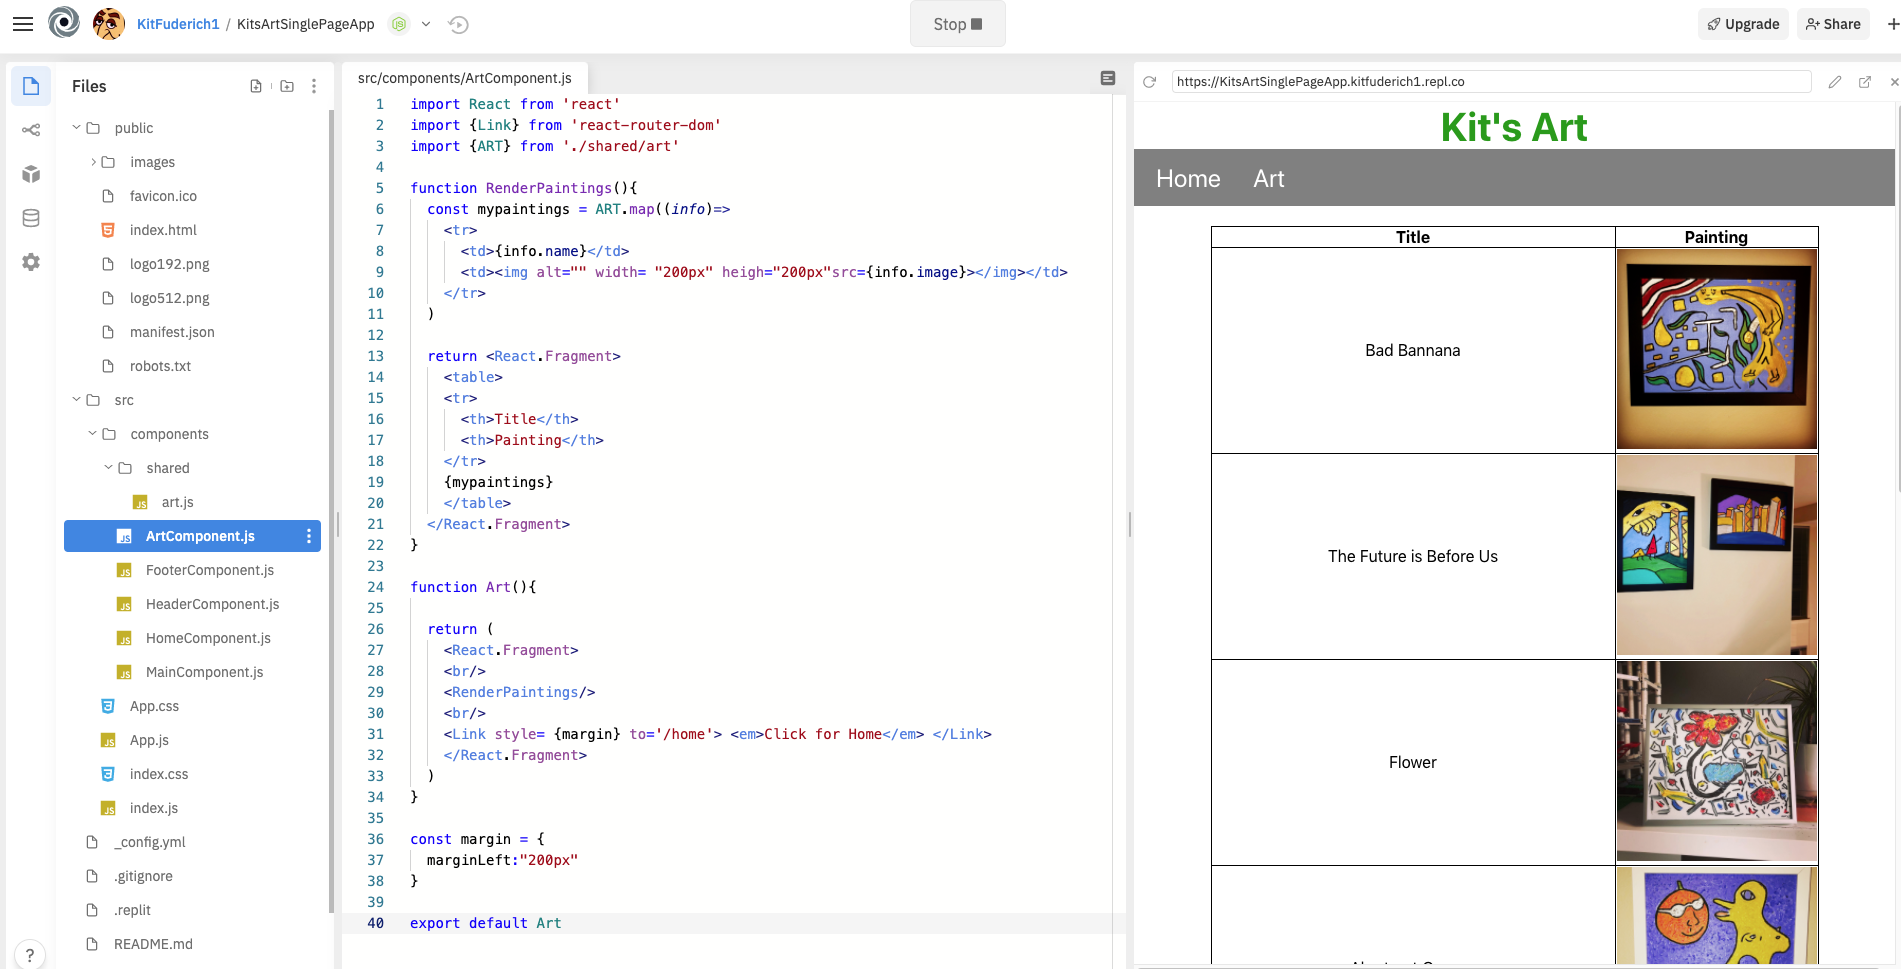 KitFuderich1 / KitsArtSinglePageApp
Stop
Upgrade
Share
Files
public
images
favicon.ico
index.html
logo192.png
logo512.png
manifest.json
robots.txt
src
components
shared
art.js
ArtComponent.js
FooterComponent.js
HeaderComponent.js
HomeComponent.js
MainComponent.js
App.css
App.js
index.css
index.js
_config.yml
.gitignore
.replit
README.md
?
src/components/ArtComponent.js
1 import React from 'react'
2 import {Link} from 'react-router-dom'
3 import {ART} from './shared/art'
4
5 function RenderPaintings(){
6 const mypaintings = ART.map((info)=>
7 <tr>
8 <td>{info.name}</td>
9 <td><img alt="" width= "200px" heigh="200px"src={info.image}></img></td>
10 </tr>
11 )
12
13 return <React.Fragment>
14 <table>
15 <tr>
16 <th>Title</th>
17 <th>Painting</th>
18 </tr>
19 {mypaintings}
20 </table>
21 </React.Fragment>
22 }
23
24 function Art(){
25
26 return (
27 <React.Fragment>
28 <br/>
29 <RenderPaintings/>
30 <br/>
31 <Link style= {margin} to='/home'> <em>Click for Home</em> </Link>
32 </React.Fragment>
33 )
34 }
35
36 const margin = {
37 marginLeft:"200px"
38 }
39
40 export default Art
https://KitsArtSinglePageApp.kitfuderich1.repl.co
Kit's Art
Home Art
Title Painting
Bad Bannana
The Future is Before Us
Flower